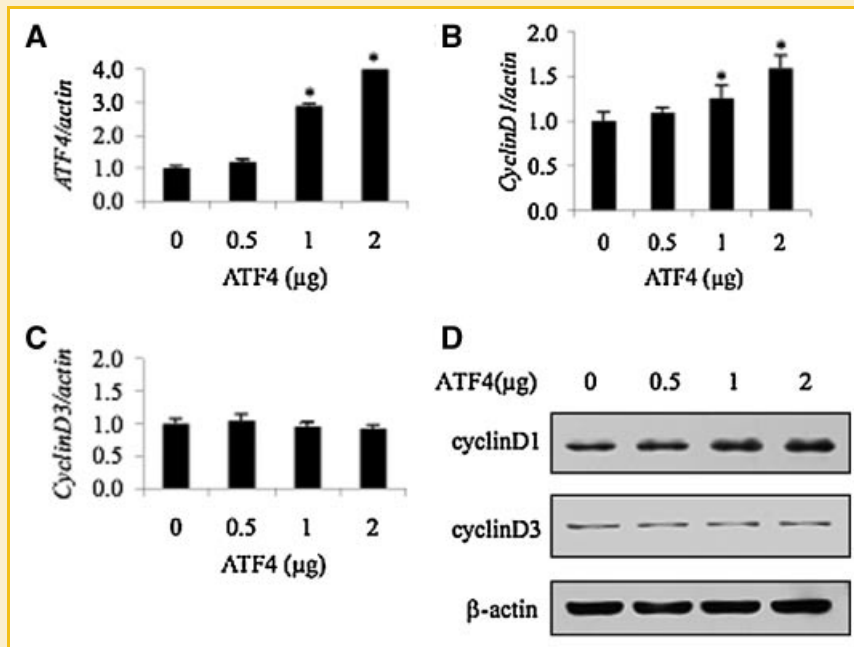 A
ATF4/actin
4.0
3.0
2.0
1.0
0.0
*
*
0 0.5 1 2
ATF4 (μg)
B
CyclinD1/actin
2.0
1.5
1.0
0.5
0.0
*
*
0 0.5 1 2
ATF4 (μg)
C
CyclinD3/actin
2.0
1.5
1.0
0.5
0.0
0 0.5 1 2
ATF4 (μg)
D
ATF4(μg) 0 0.5 1 2
cyclinD1
cyclinD3
β-actin